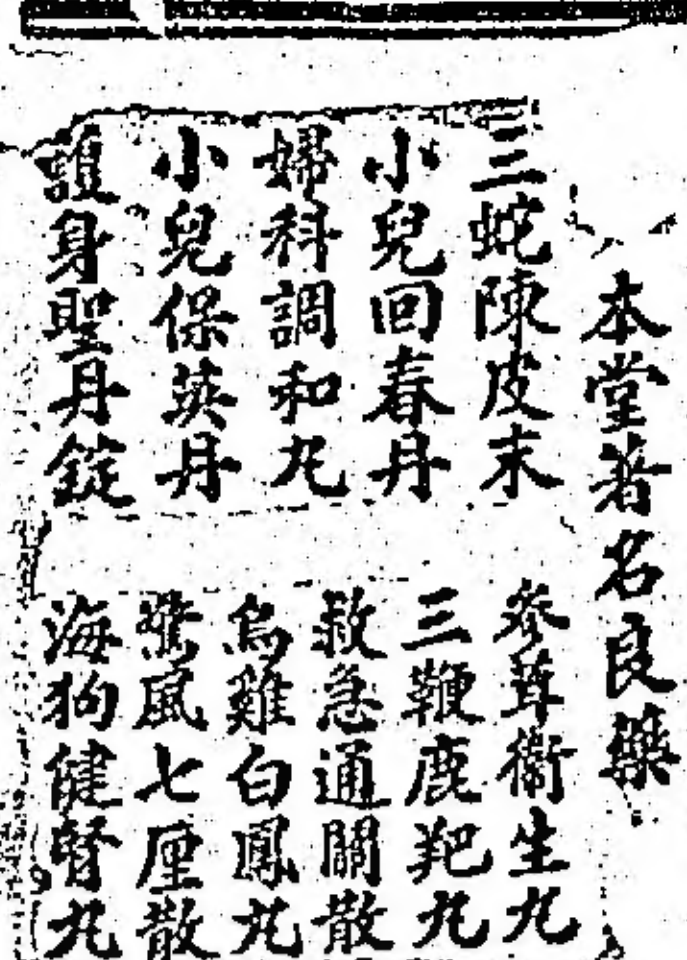 本堂著名良藥
三蛇陳皮末
小兒回春丹
婦科調和丸
小兒保英丹
護身聖丹錠
參茸衞生丸
三鞭鹿羓丸
救急通關散
烏雞白鳳丸
驚風七厘散
海狗健腎丸